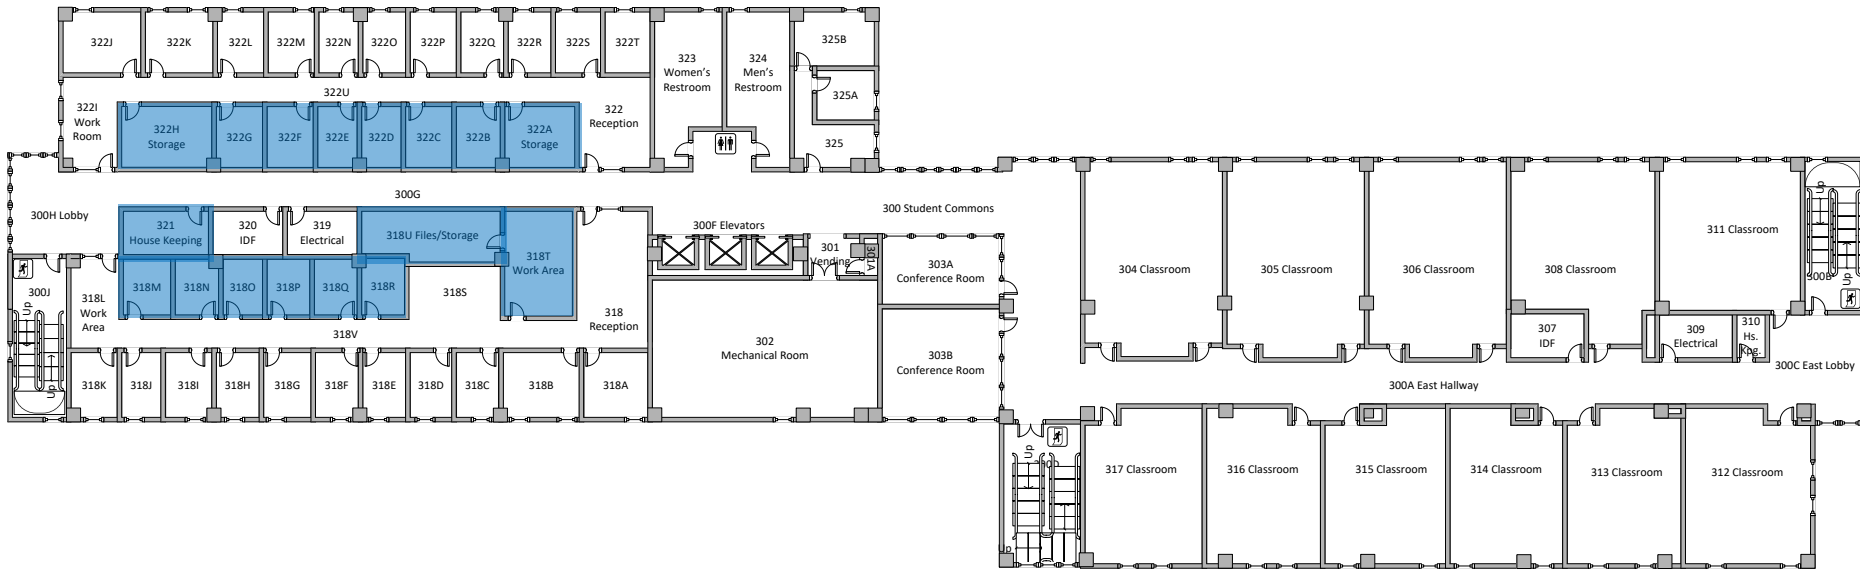 322J
322K
322L
322M
322N
322O
322P
322Q
322R
322S
322T
323
Women's
Restroom
324
Men's
Restroom
325B
325A
325
322U
322I
Work
Room
322H
Storage
322G
322F
322E
322D
322C
322B
322A
Storage
322
Reception
300G
300H Lobby
321
House Keeping
320
IDF
319
Electrical
318U Files/Storage
318T
Work Area
300F Elevators
300 Student Commons
301
Vending
301A
303A
Conference Room
304 Classroom
305 Classroom
306 Classroom
308 Classroom
311 Classroom
Up
Up
300B
300J
Up
Up
318L
Work
Area
318M
318N
318O
318P
318Q
318R
318S
318
Reception
318V
302
Mechanical Room
303B
Conference Room
307
IDF
309
Electrical
310
Hs.
Kpg.
300C East Lobby
300A East Hallway
318K
318J
318I
318H
318G
318F
318E
318D
318C
318B
318A
Up
Up
317 Classroom
316 Classroom
315 Classroom
314 Classroom
313 Classroom
312 Classroom